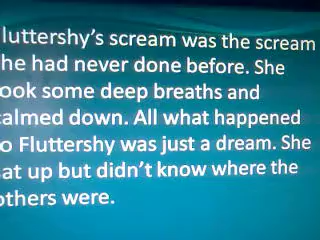 luttershy's scream was the scream
he had never done before. She
ook some deep breaths and
calmed down. All what happened
o Fluttershy was just a dream. She
sat up but didn't know where the
others were.